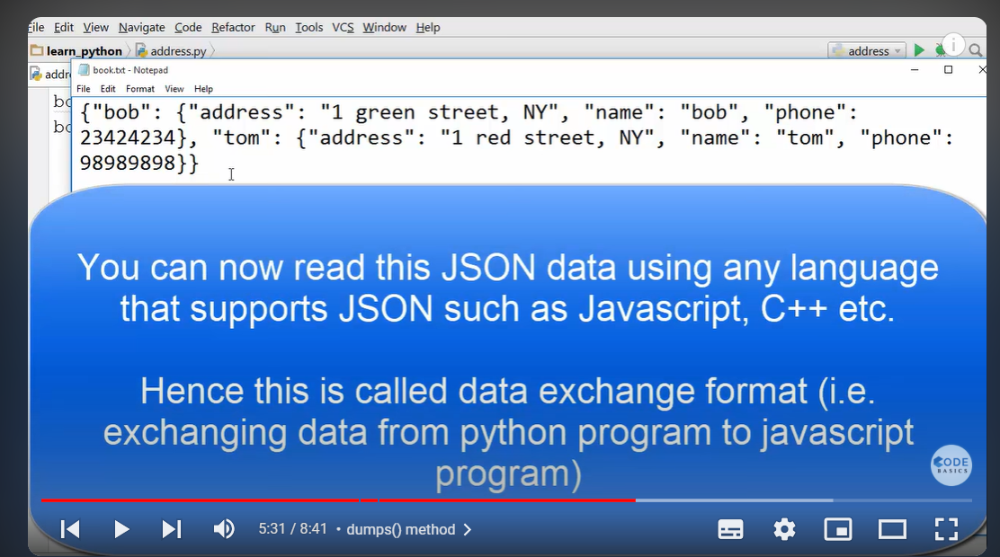 File Edit View Navigate Code Refactor Run Tools VCS Window Help
learn_python address.py address
addr
book.txt - Notepad
File Edit Format View Help
bo
bo
{"bob": {"address": "1 green street, NY", "name": "bob", "phone":
23424234}, "tom": {"address": "1 red street, NY", "name": "tom", "phone":
98989898}}
You can now read this JSON data using any language
that supports JSON such as Javascript, C++ etc.
Hence this is called data exchange format (i.e.
exchanging data from python program to javascript
program)
CODE
BASICS
5:31 / 8:41 • dumps() method